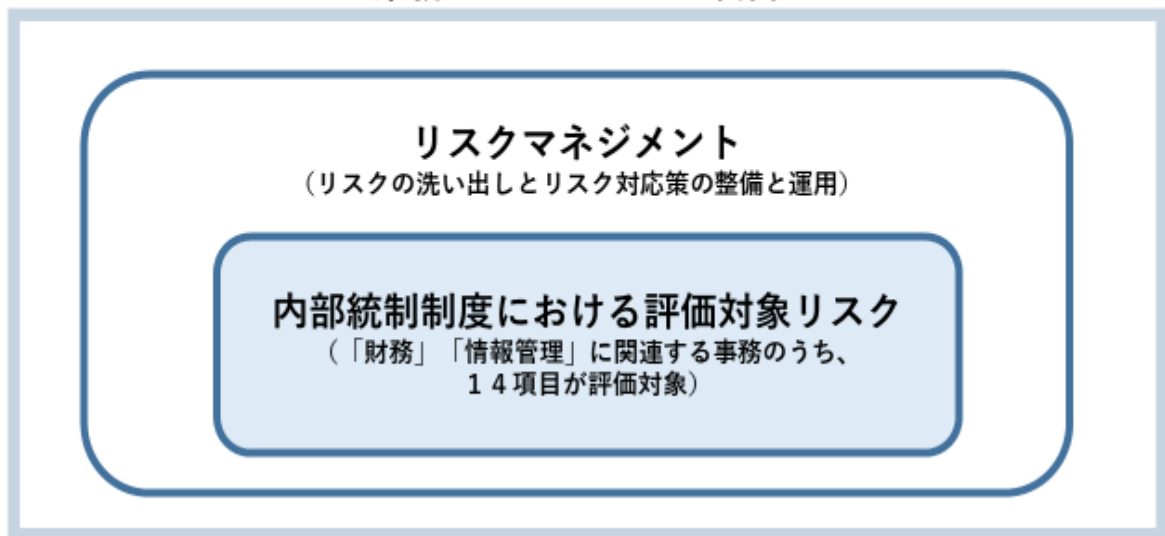 リスクマネジメント
（リスクの洗い出しとリスク対応策の整備と運用）
内部統制制度における評価対象リスク
（「財務」「情報管理」に関連する事務のうち、
１４項目が評価対象）